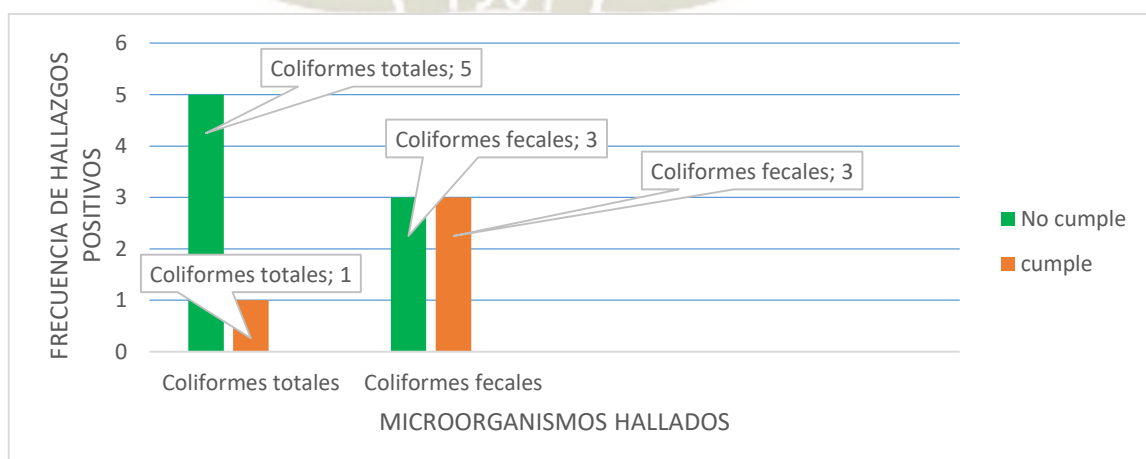 FRECUENCIA DE HALLAZGOS
POSITIVOS
6
5
4
3
2
1
0
Coliformes totales; 5
Coliformes fecales; 3
Coliformes fecales; 3
Coliformes totales; 1
No cumple
cumple
Coliformes totales
Coliformes fecales
MICROORGANISMOS HALLADOS